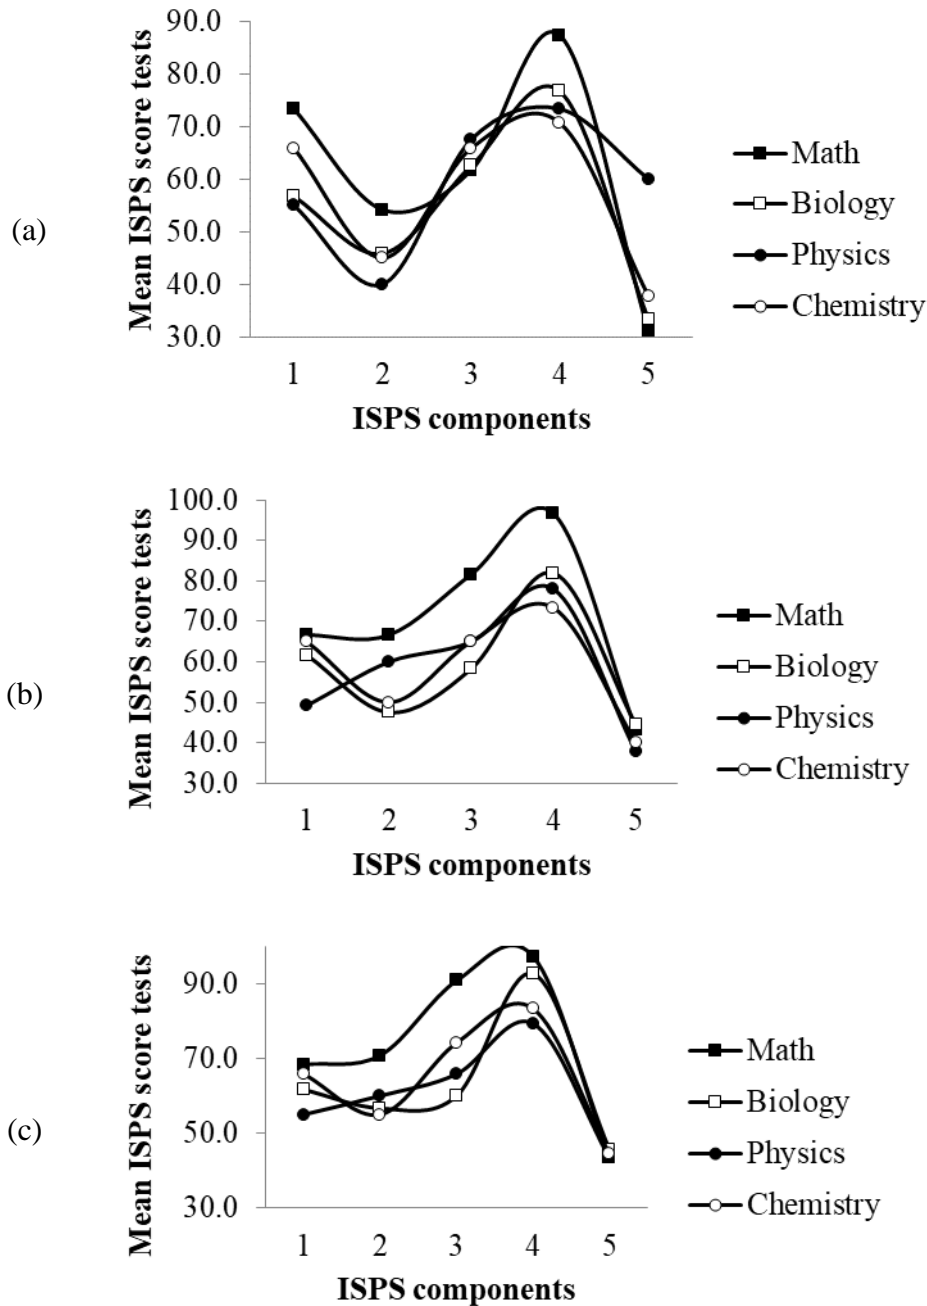 (a)
Mean ISPS score tests
90.0
80.0
70.0
60.0
50.0
40.0
30.0
1 2 3 4 5
ISPS components
Math
Biology
Physics
Chemistry
(b)
Mean ISPS score tests
100.0
90.0
80.0
70.0
60.0
50.0
40.0
30.0
1 2 3 4 5
ISPS components
Math
Biology
Physics
Chemistry
(c)
Mean ISPS score tests
90.0
70.0
50.0
30.0
1 2 3 4 5
ISPS components
Math
Biology
Physics
Chemistry